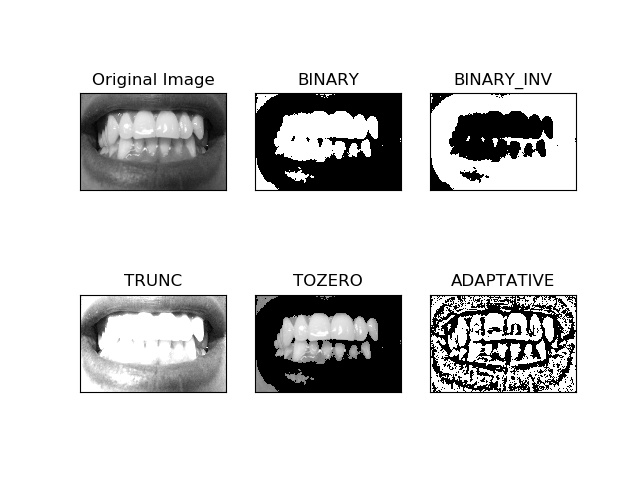 Original Image
BINARY
BINARY_INV
TRUNC
TOZERO
ADAPTATIVE